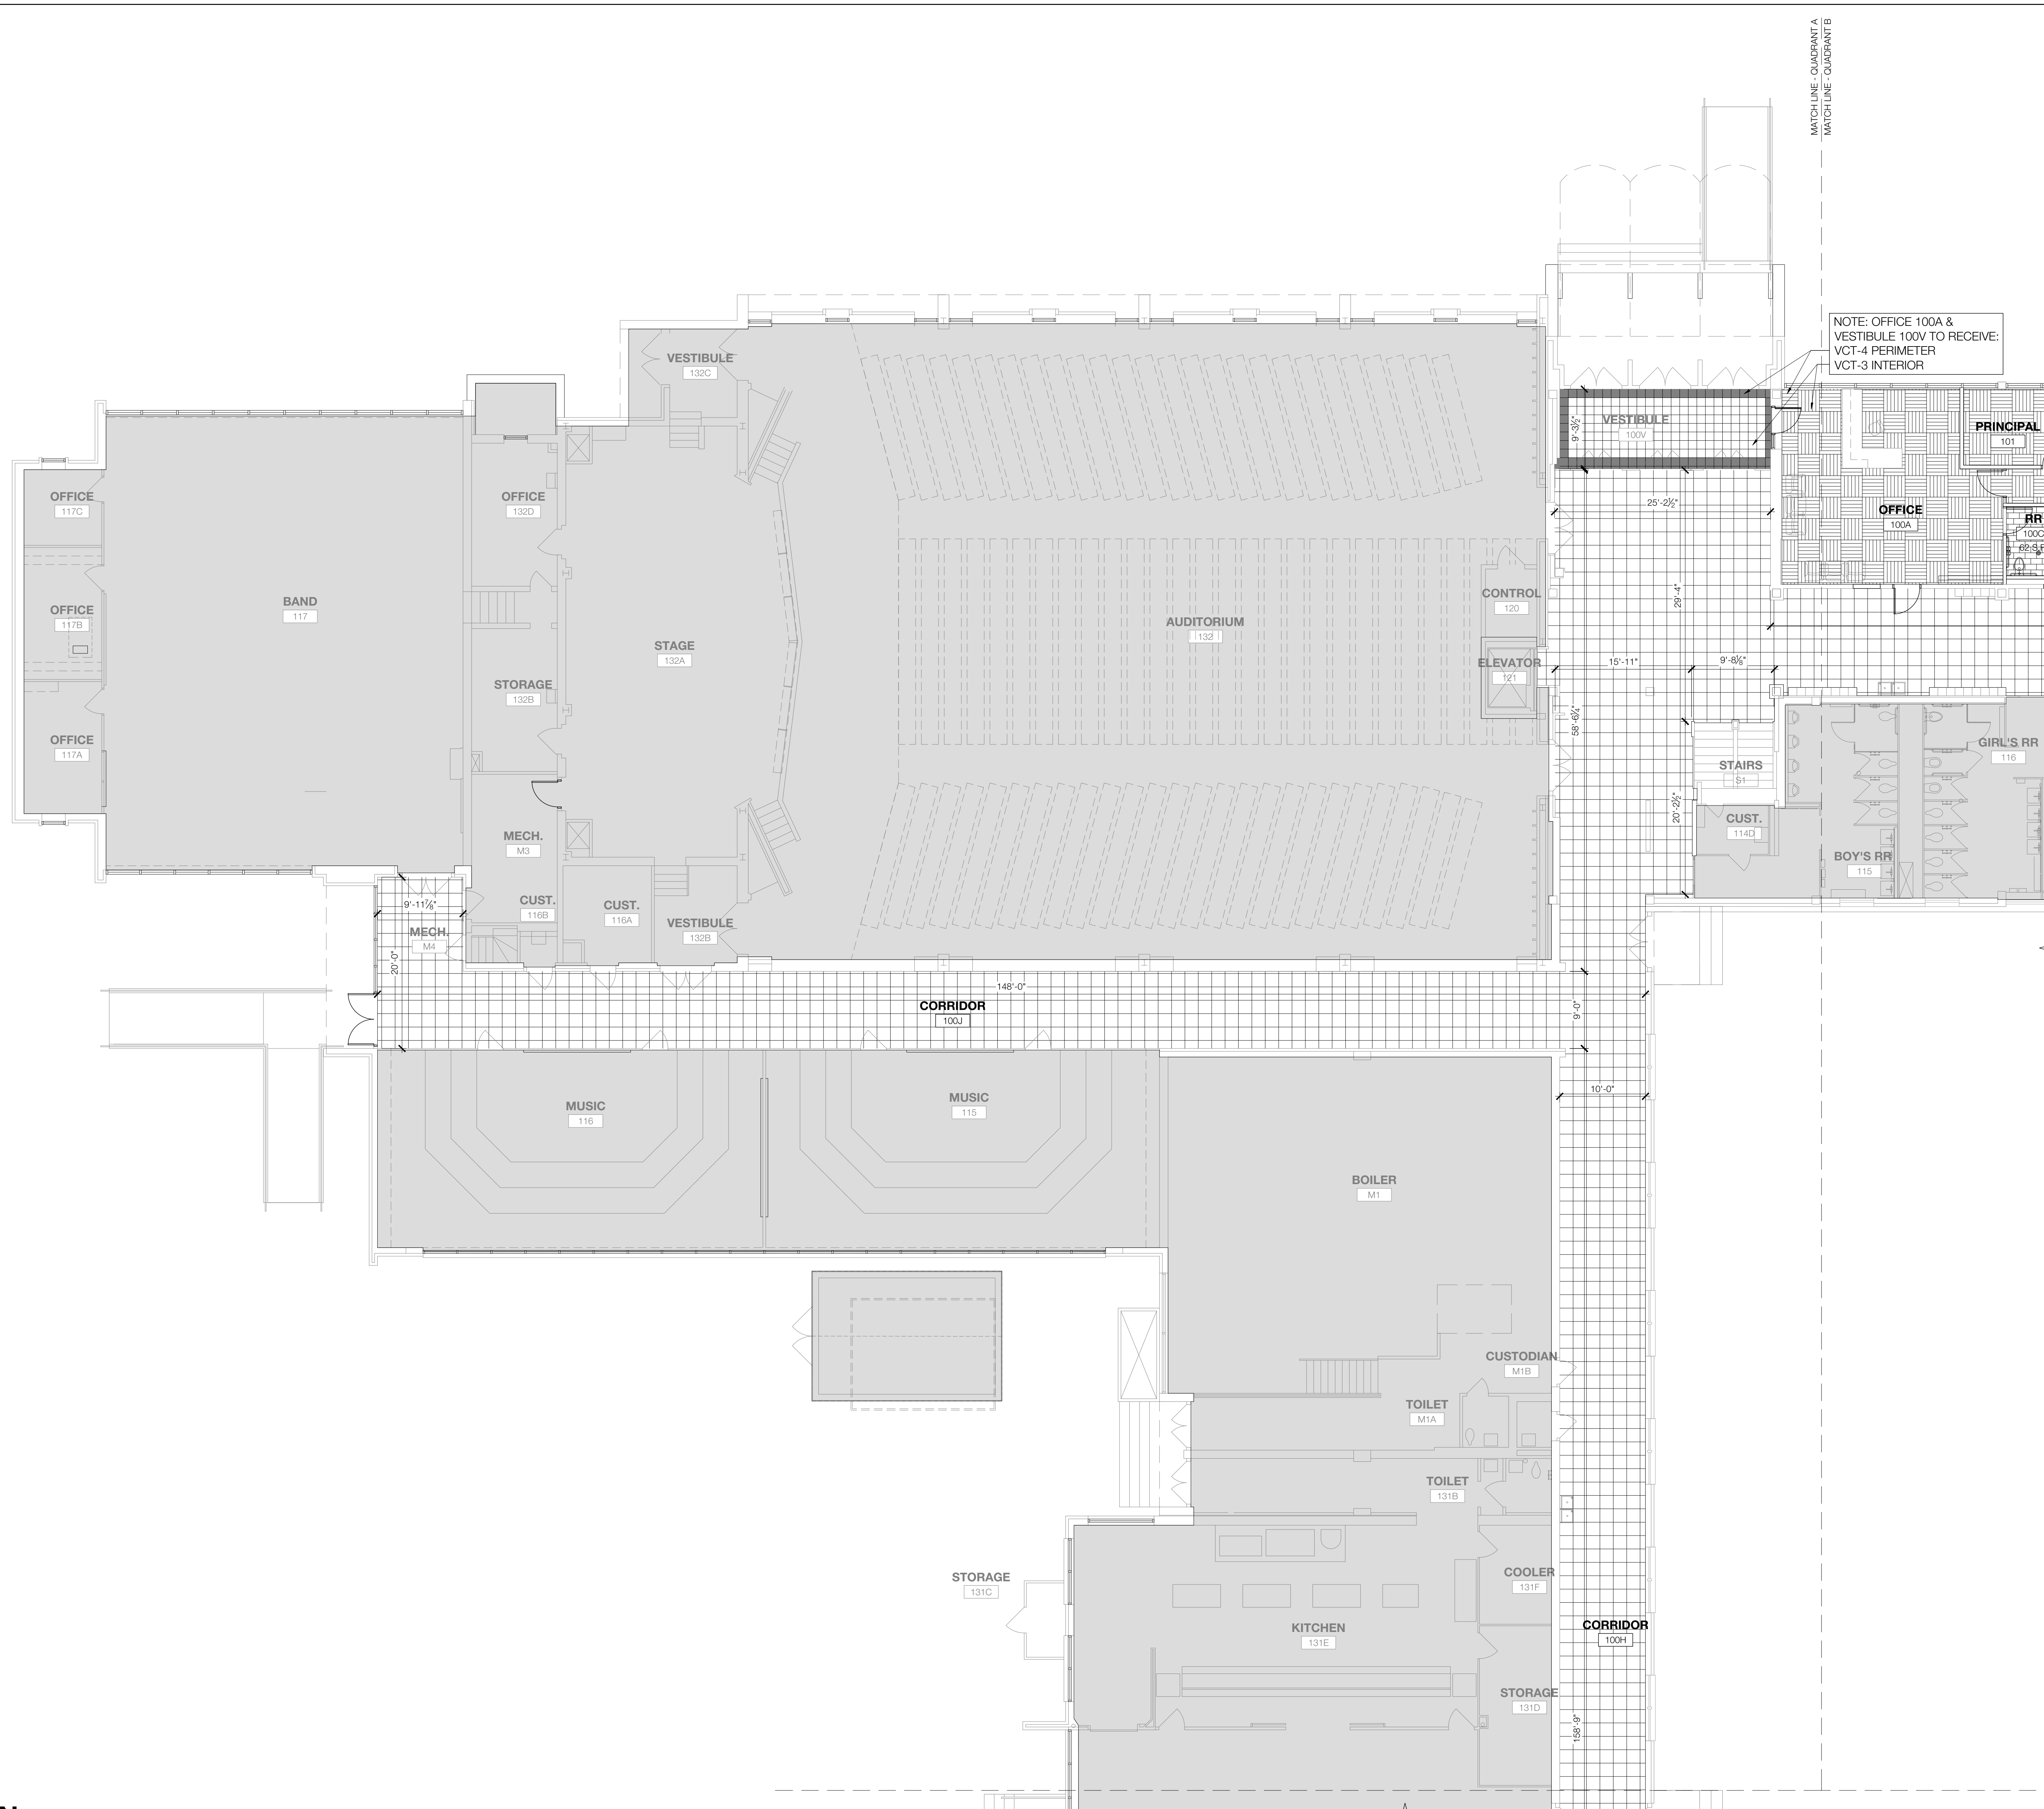 MATCH LINE - QUADRANT A
MATCH LINE - QUADRANT B
NOTE: OFFICE 100A &
VESTIBULE 100V TO RECEIVE:
VCT-4 PERIMETER
VCT-3 INTERIOR
VESTIBULE
132C
VESTIBULE
100V
9'-3½"
PRINCIPAL
101
OFFICE
117C
OFFICE
132D
25'-2½"
OFFICE
100A
RR
100C
BAND
117
OFFICE
117B
CONTROL
120
29'-4"
AUDITORIUM
132
STAGE
132A
ELEVATOR
121
15'-11"
9'-8⅛"
STORAGE
132B
58'-6¼"
OFFICE
117A
GIRL'S RR
116
STAIRS
S1
20'-2½"
MECH.
M3
CUST.
114D
BOY'S RR
115
9'-11⅞"
CUST.
116B
CUST.
116A
VESTIBULE
132B
MECH.
M4
20'-0"
148'-0"
CORRIDOR
100J
9'-0"
10'-0"
MUSIC
116
MUSIC
115
BOILER
M1
CUSTODIAN
M1B
TOILET
M1A
TOILET
131B
STORAGE
131C
COOLER
131F
KITCHEN
131E
CORRIDOR
100H
STORAGE
131D
158'-9"